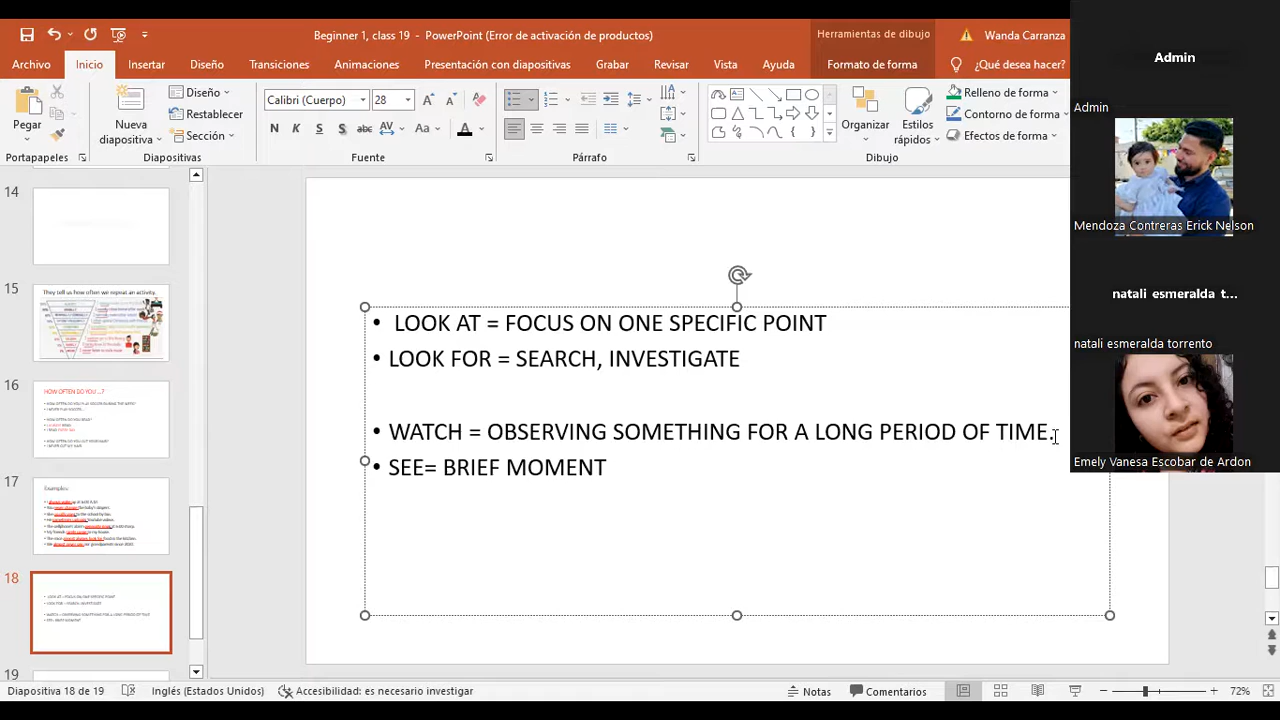 Beginner 1, class 19 - PowerPoint (Error de activación de productos)
Herramientas de dibujo
Wanda Carranza
Archivo Inicio Insertar Diseño Transiciones Animaciones Presentación con diapositivas Grabar Revisar Vista Ayuda Formato de forma ¿Qué desea hacer?
Pegar
Portapapeles
Nueva diapositiva
Diseño
Restablecer
Sección
Diapositivas
Calibri (Cuerpo) 28
N K S S abc AV Aa A
Fuente
Párrafo
Organizar
Estilos rápidos
Relleno de forma
Contorno de forma
Efectos de forma
Dibujo
14
15
They tell us how often we repeat an activity.
16
HOW OFTEN DO YOU ...?
17
Examples:
18
19
• LOOK AT = FOCUS ON ONE SPECIFIC POINT
• LOOK FOR = SEARCH, INVESTIGATE
• WATCH = OBSERVING SOMETHING FOR A LONG PERIOD OF TIME.
• SEE= BRIEF MOMENT
Admin
Admin
Mendoza Contreras Erick Nelson
natali esmeralda t...
natali esmeralda torrento
Emely Vanesa Escobar de Ardon
Diapositiva 18 de 19 inglés (Estados Unidos) Accesibilidad: es necesario investigar Notas Comentarios 72%